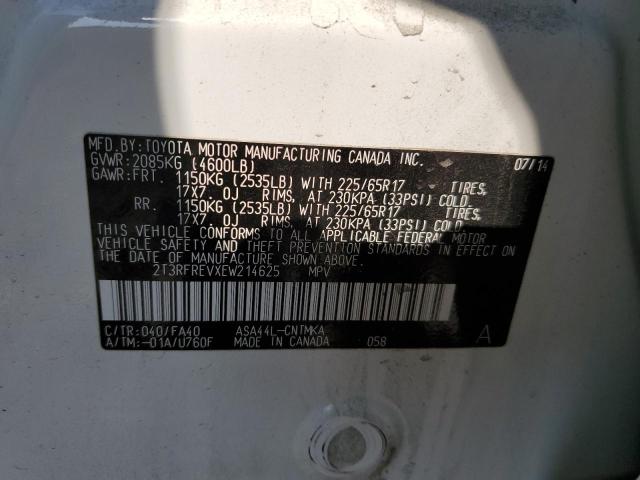 MFD.BY:TOYOTA MOTOR MANUFACTURING CANADA INC. 07/14
GVWR:2085KG (4600LB)
GAWR:FRT. 1150KG (2535LB) WITH 225/65R17 TIRES,
17X7.0J RIMS, AT 230KPA (33PSI) COLD.
RR. 1150KG (2535LB) WITH 225/65R17 TIRES,
17X7.0J RIMS, AT 230KPA (33PSI) COLD.
THIS VEHICLE CONFORMS TO ALL APPLICABLE FEDERAL MOTOR
VEHICLE SAFETY AND THEFT PREVENTION STANDARDS IN EFFECT ON
THE DATE OF MANUFACTURE SHOWN ABOVE.
2T3RFREVXEW214625 MPV
C/TR:040/FA40 ASA44L-CNTMKA A
A/TM:-01A/U760F MADE IN CANADA 058